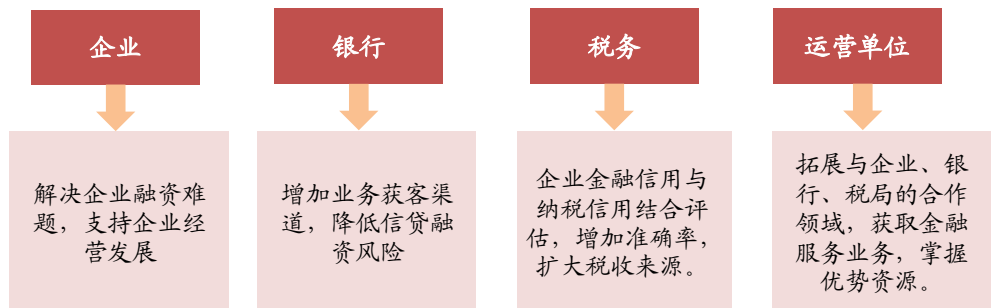 企业
银行
税务
运营单位
解决企业融资难
题，支持企业经
营发展
增加业务获客渠
道，降低信贷融
资风险
企业金融信用与
纳税信用结合评
估，增加准确率，
扩大税收来源。
拓展与企业、银
行、税局的合作
领域，获取金融
服务业务，掌握
优势资源。